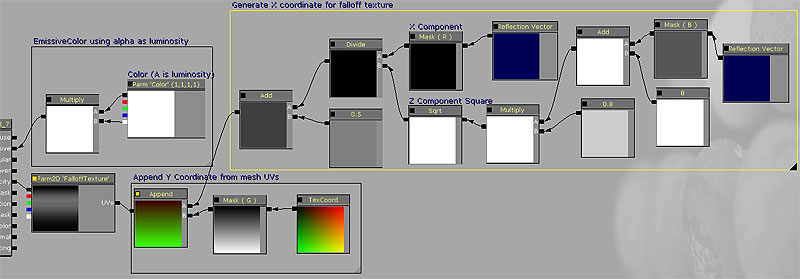 Generate X coordinate for falloff texture
X Component
Mask ( R )
Reflection Vector
Add
A
B
Mask ( B )
Reflection Vector
Divide
A
B
EmissiveColor using alpha as luminosity
Color (A is luminosity)
Parm 'Color' (1,1,1,1)
Multiply
A
B
Add
A
B
0.5
Z Component Square
Sqrt
Multiply
A
B
0.8
0
Append Y Coordinate from mesh UVs
Parm2D 'FalloffTexture'
UVs
Append
A
B
Mask ( G )
TexCoord